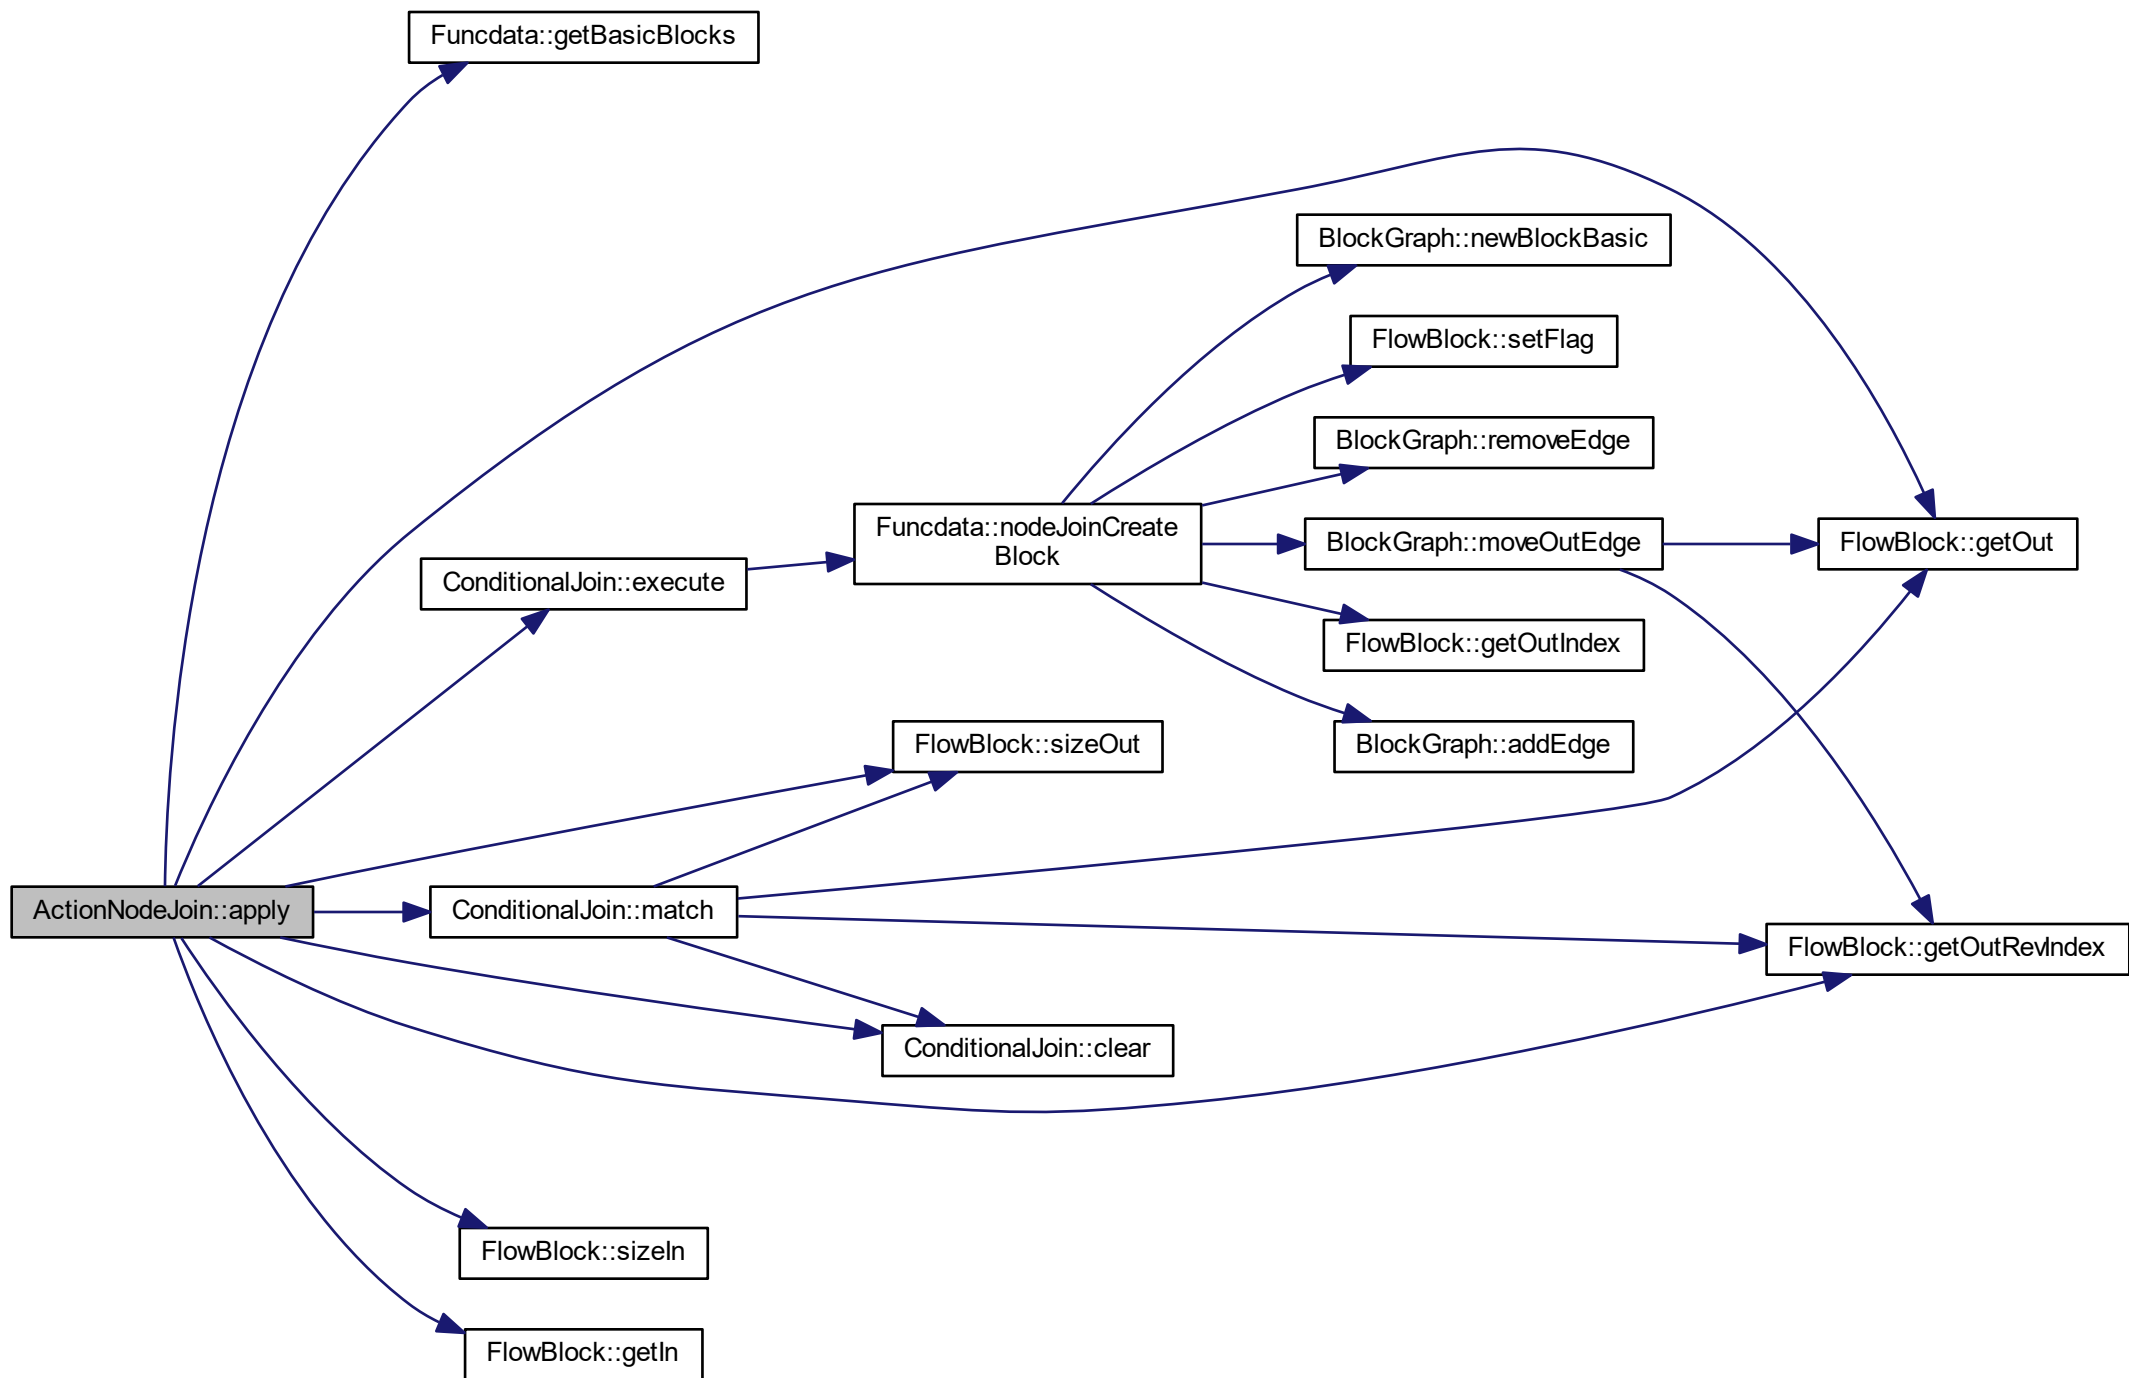 Funcdata::getBasicBlocks
BlockGraph::newBlockBasic
FlowBlock::setFlag
BlockGraph::removeEdge
Funcdata::nodeJoinCreate
Block
BlockGraph::moveOutEdge
FlowBlock::getOut
ConditionalJoin::execute
FlowBlock::getOutIndex
FlowBlock::sizeOut
BlockGraph::addEdge
ActionNodeJoin::apply
ConditionalJoin::match
FlowBlock::getOutRevIndex
ConditionalJoin::clear
FlowBlock::sizeIn
FlowBlock::getIn